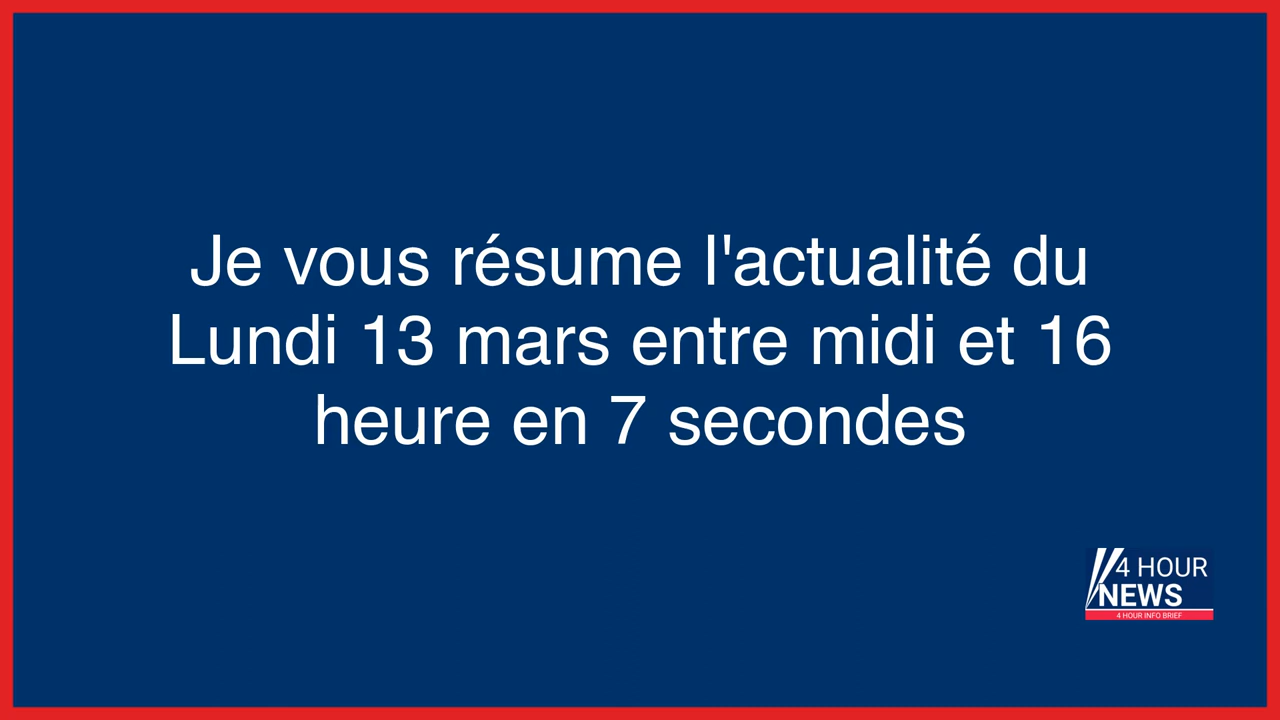 Je vous résume l'actualité du
Lundi 13 mars entre midi et 16
heure en 7 secondes
4 HOUR
NEWS
4 HOUR INFO BRIEF